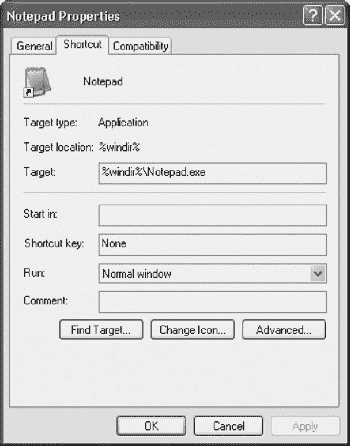 Notepad Properties
General Shortcut Compatibility
Notepad
Target type: Application
Target location: %windir%
Target: %windir%\Notepad.exe
Start in:
Shortcut key: None
Run: Normal window
Comment:
Find Target... Change Icon... Advanced...
OK Cancel Apply